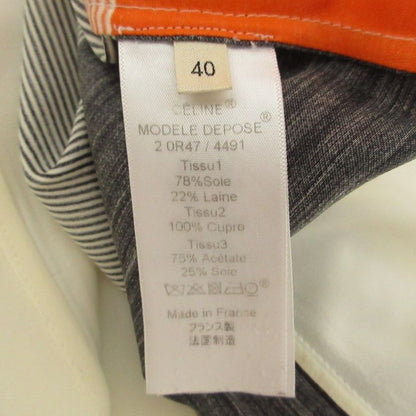 40
CÉLINE®
MODELE DEPOSE®
2 0R47 / 4491
Tissu1
78%Soie
22% Laine
Tissu2
100% Cupro
Tissu3
75% Acétate
25% Soie
Made in France
フランス製
法国制造